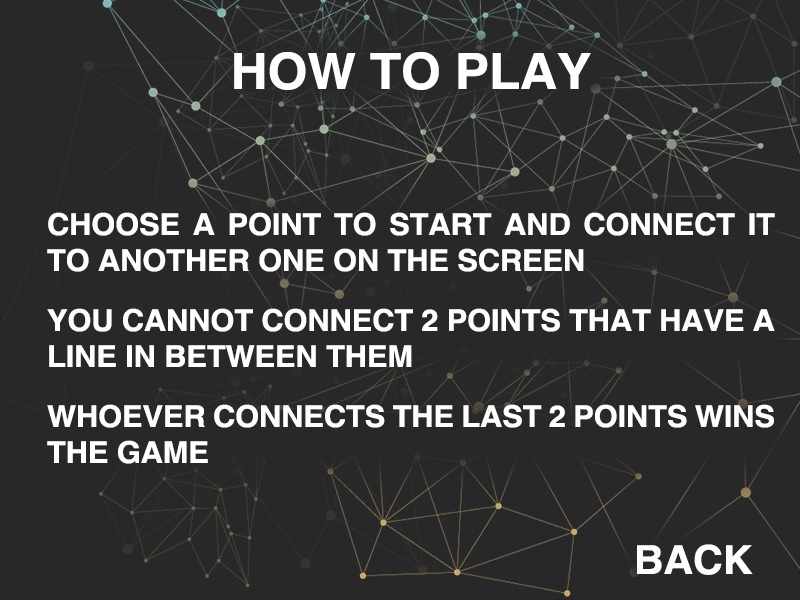 HOW TO PLAY
CHOOSE A POINT TO START AND CONNECT IT
TO ANOTHER ONE ON THE SCREEN
YOU CANNOT CONNECT 2 POINTS THAT HAVE A
LINE IN BETWEEN THEM
WHOEVER CONNECTS THE LAST 2 POINTS WINS
THE GAME
BACK